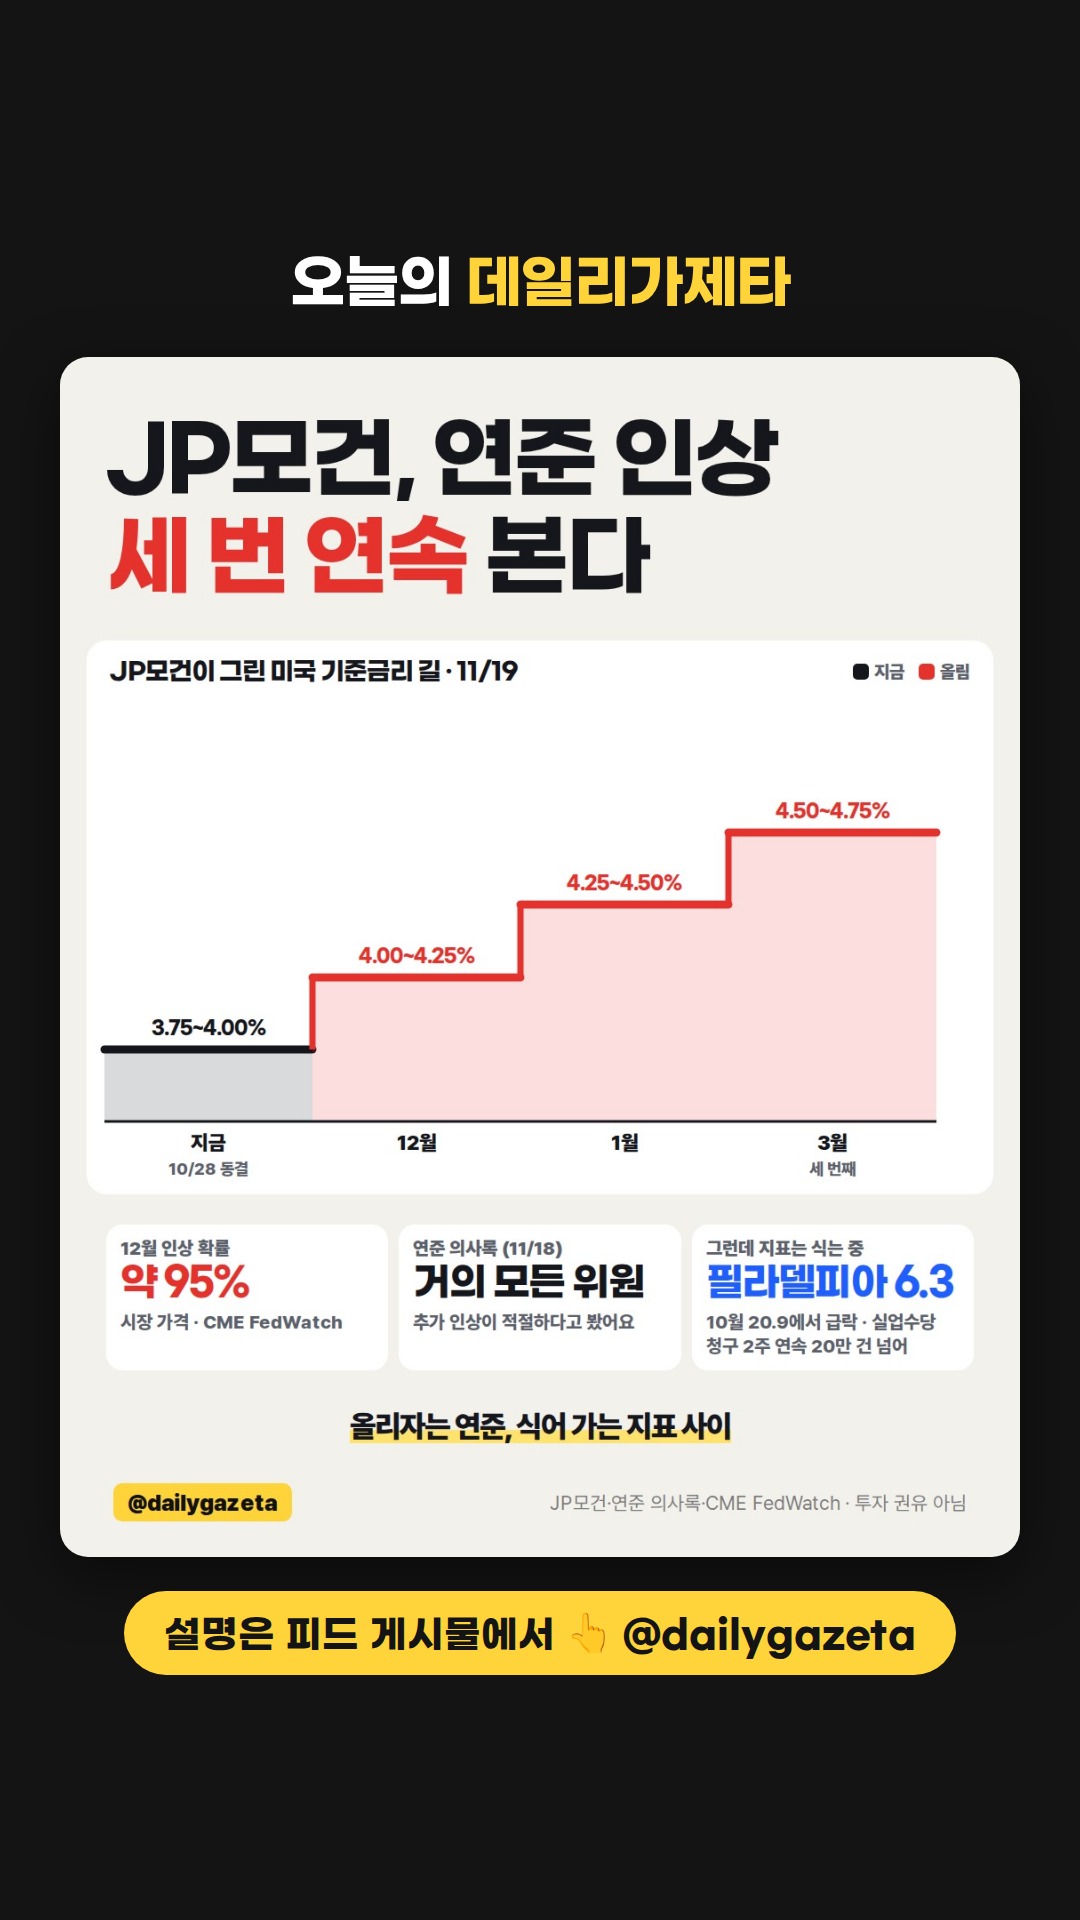 오늘의 데일리가제타
JP모건, 연준 인상
세 번 연속 본다
JP모건이 그린 미국 기준금리 길 · 11/19
지금 올림
4.50~4.75%
4.25~4.50%
4.00~4.25%
3.75~4.00%
지금 12월 1월 3월
10/28 동결 세 번째
12월 인상 확률
약 95%
시장 가격 · CME FedWatch
연준 의사록 (11/18)
거의 모든 위원
추가 인상이 적절하다고 봤어요
그런데 지표는 식는 중
필라델피아 6.3
10월 20.9에서 급락 · 실업수당
청구 2주 연속 20만 건 넘어
올리자는 연준, 식어 가는 지표 사이
@dailygazeta
JP모건·연준 의사록·CME FedWatch · 투자 권유 아님
설명은 피드 게시물에서 👆 @dailygazeta